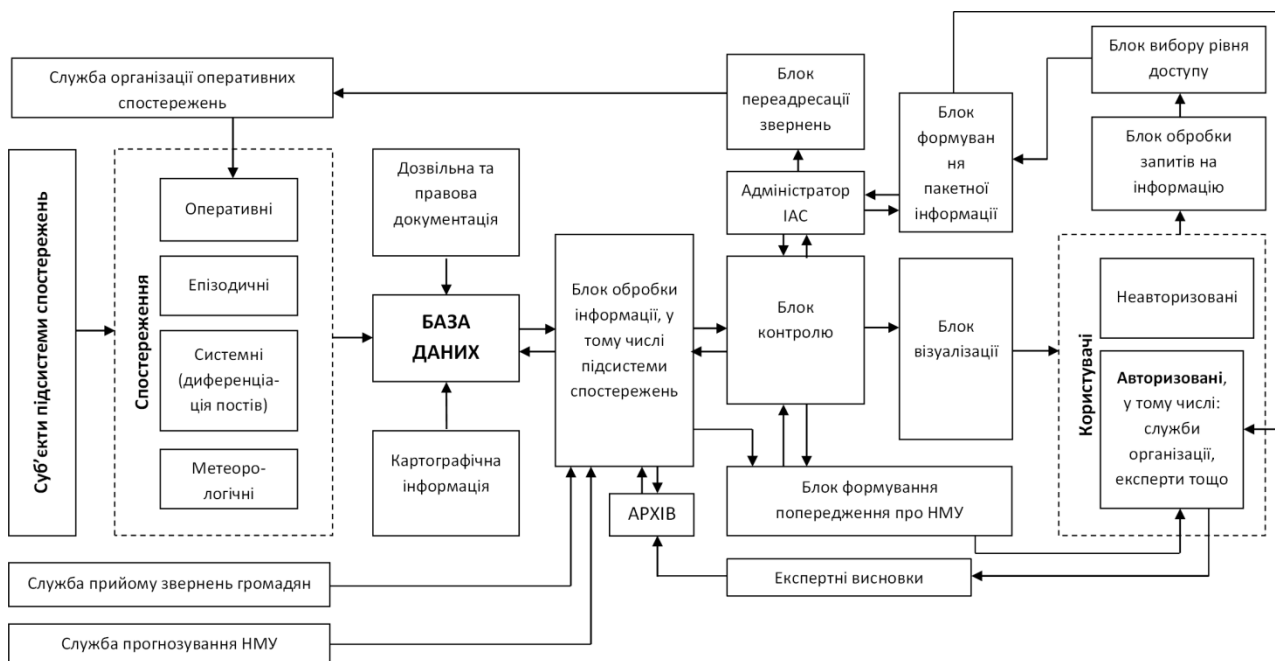 Служба організації оперативних
спостережень
Суб’єкти підсистеми спостережень
Спостереження
Оперативні
Епізодичні
Системні
(диференціа-
ція постів)
Метеоро-
логічні
Дозвільна та
правова
документація
БАЗА
ДАНИХ
Картографічна
інформація
Блок обробки
інформації, у
тому числі
підсистеми
спостережень
АРХІВ
Блок
переадресації
звернень
Адміністратор
ІАС
Блок
контролю
Блок
формуван
ня
пакетної
інформації
Блок
візуалізації
Блок вибору рівня
доступу
Блок обробки
запитів на
інформацію
Користувачі
Неавторизовані
Авторизовані,
у тому числі:
служби
організації,
експерти тощо
Блок формування
попередження про НМУ
Експертні висновки
Служба прийому звернень громадян
Служба прогнозування НМУ